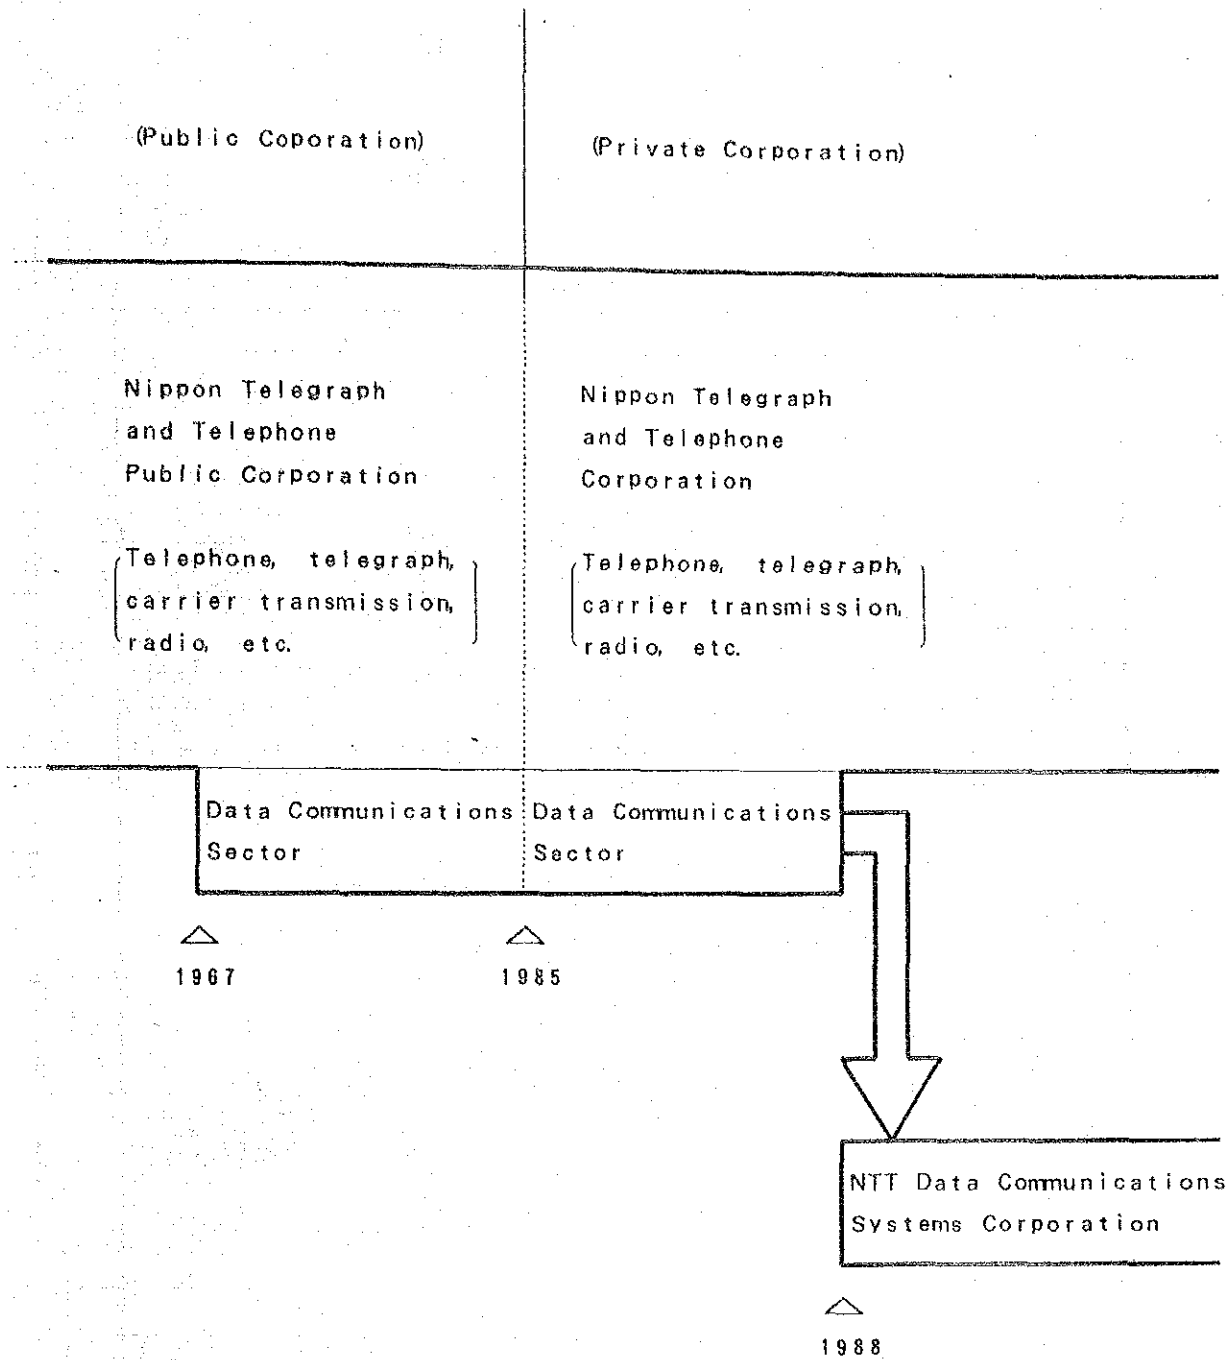 (Public Coporation)
(Private Corporation)
Nippon Telegraph
and Telephone
Public Corporation
Nippon Telegraph
and Telephone
Corporation
Telephone, telegraph,
carrier transmission,
radio, etc.
Telephone, telegraph,
carrier transmission,
radio, etc.
Data Communications
Sector
Data Communications
Sector
1967
1985
NTT Data Communications
Systems Corporation
1988